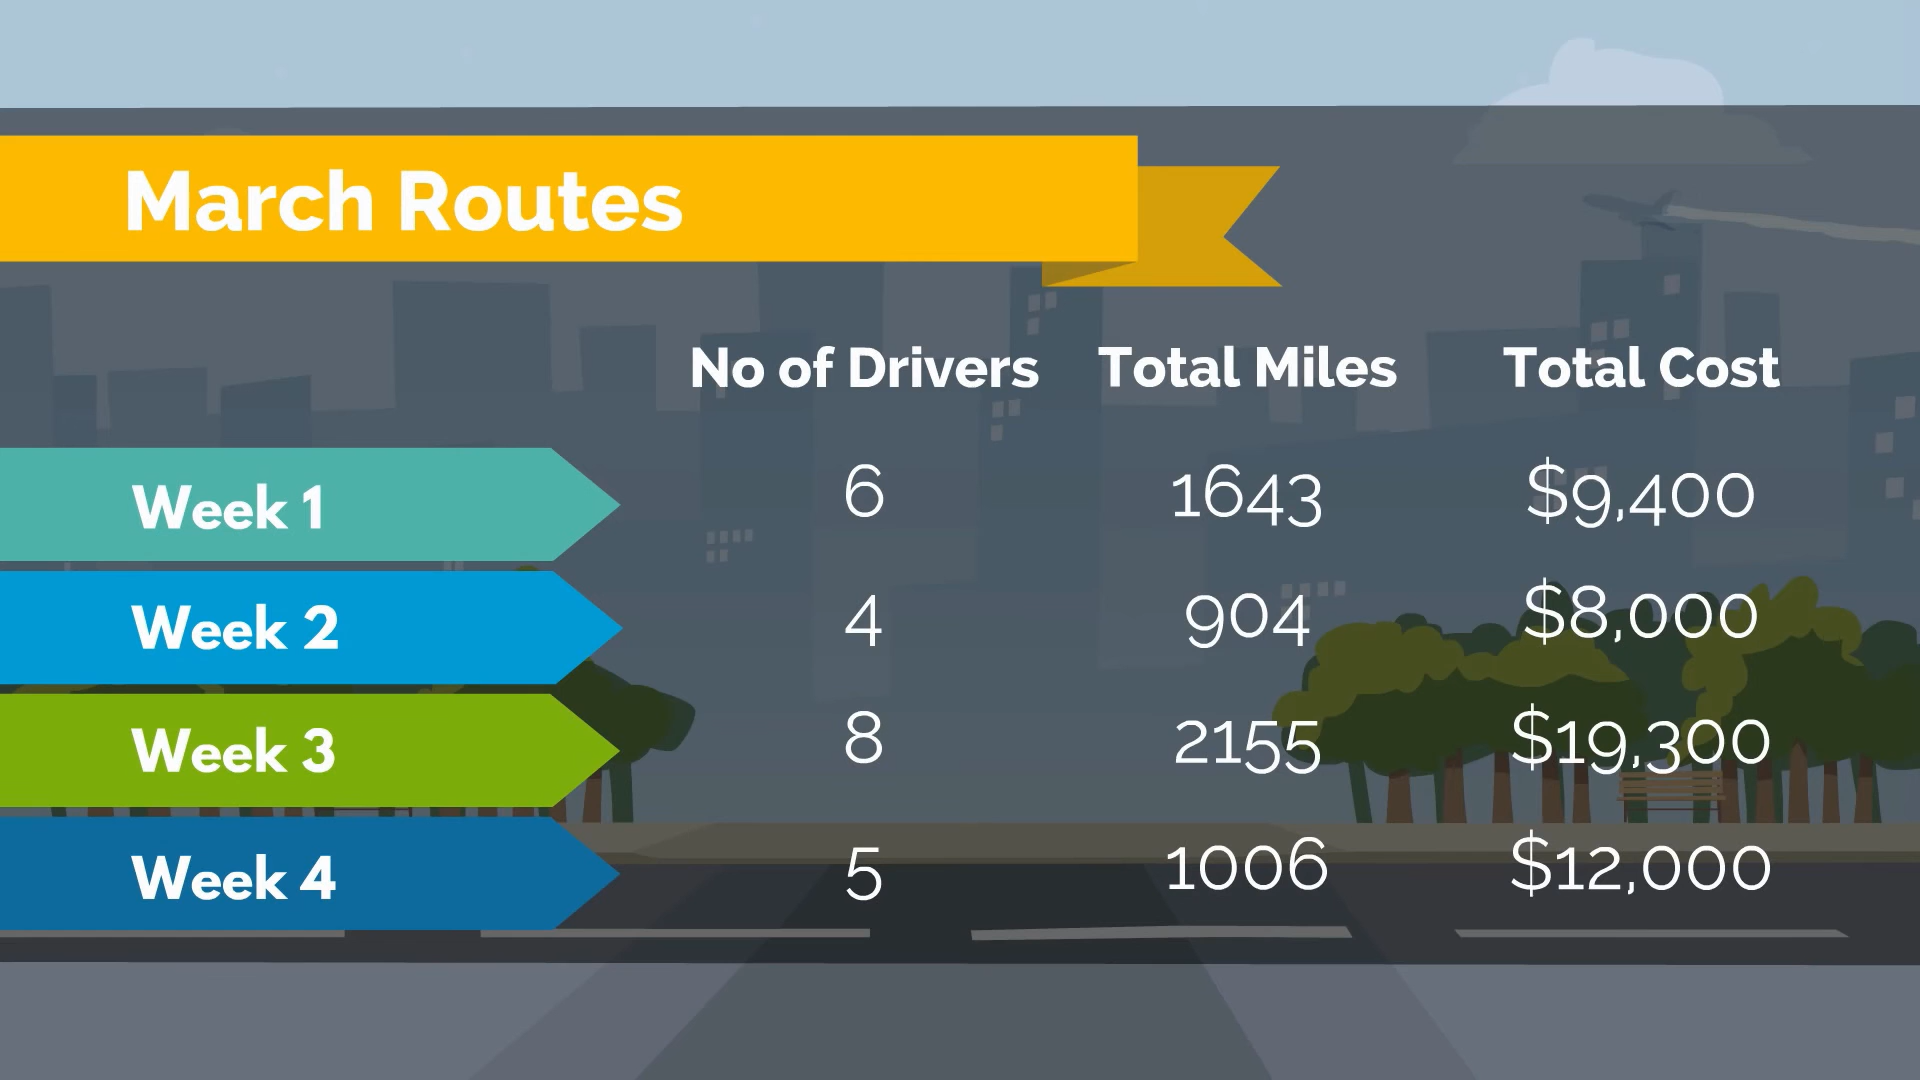 March Routes
No of Drivers Total Miles Total Cost
Week 1 6 1643 $9,400
Week 2 4 904 $8,000
Week 3 8 2155 $19,300
Week 4 5 1006 $12,000